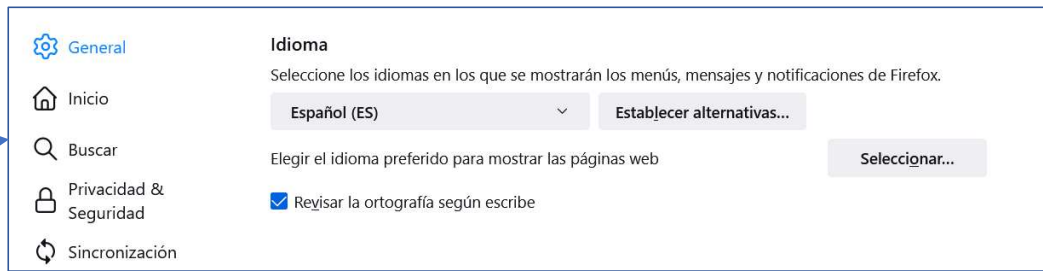 General
Inicio
Buscar
Privacidad &
Seguridad
Sincronización
Idioma
Seleccione los idiomas en los que se mostrarán los menús, mensajes y notificaciones de Firefox.
Español (ES)
Establecer alternativas...
Elegir el idioma preferido para mostrar las páginas web
Seleccionar...
Revisar la ortografía según escribe